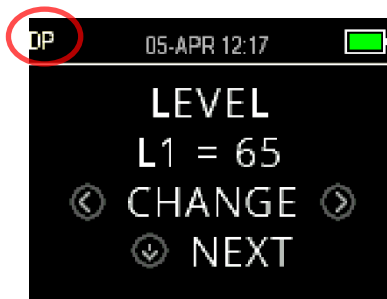 DP 05-APR 12:17
LEVEL
L1 = 65
CHANGE
NEXT